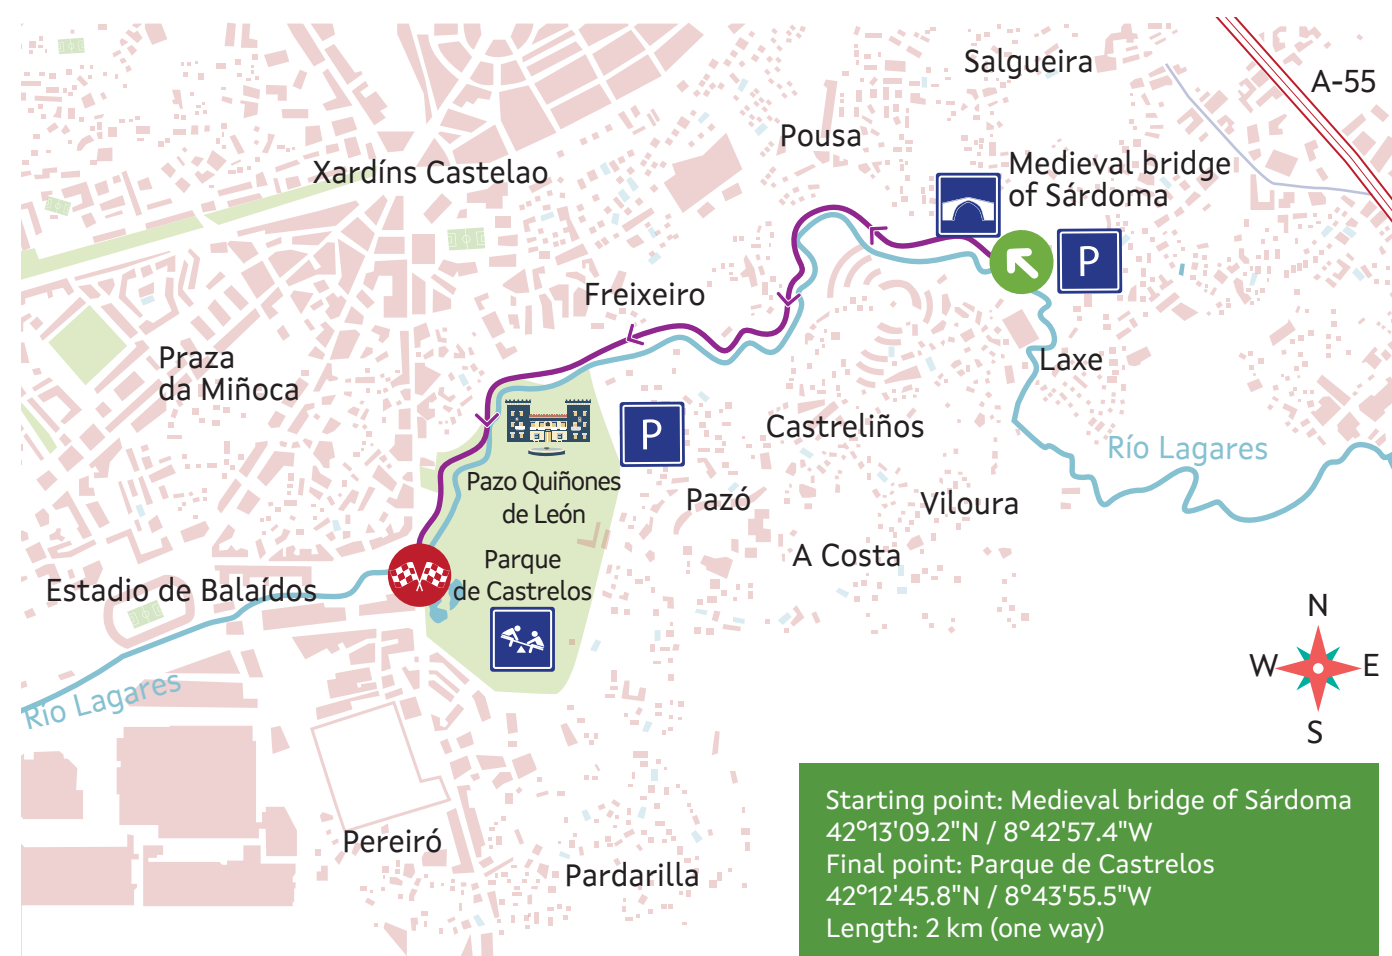 Salgueira
A-55
Pousa
Medieval bridge
of Sárdoma
Xardíns Castelao
P
Freixeiro
Praza
da Miñoca
Laxe
Castreliños
P
Río Lagares
Pazo Quiñones
de León
Pazó
Viloura
A Costa
Parque
de Castrelos
Estadio de Balaídos
N
W
E
S
Río Lagares
Pereiró
Pardarilla
Starting point: Medieval bridge of Sárdoma
42°13'09.2"N / 8°42'57.4"W
Final point: Parque de Castrelos
42°12'45.8"N / 8°43'55.5"W
Length: 2 km (one way)